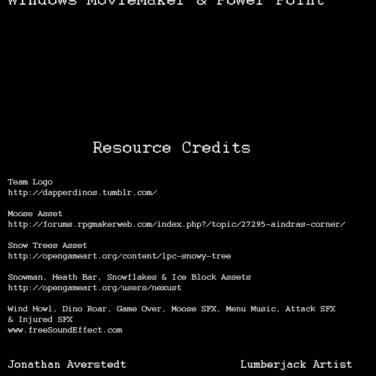 Windows MovieMaker & Power Point
Resource Credits
Team Logo
http://dapperdinos.tumblr.com/
Moose Asset
http://forums.rpgmakerweb.com/index.php?/topic/27295-aindras-corner/
Snow Trees Asset
http://opengameart.org/content/lpc-snowy-tree
Snowman, Heath Bar, Snowflakes & Ice Block Assets
http://opengameart.org/users/nexust
Wind Howl, Dino Roar, Game Over, Moose SFX, Menu Music, Attack SFX
& Injured SFX
www.freeSoundEffect.com
Jonathan Averstedt Lumberjack Artist